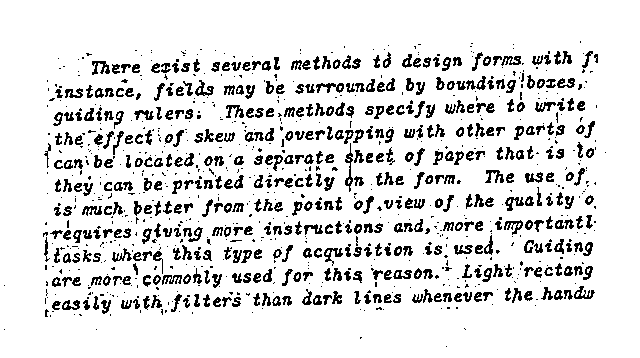 There exist several methods to design forms with f
instance, fields may be surrounded by bounding boxes,
guiding rulers. These methods specify where to write
the effect of skew and overlapping with other parts of
can be located on a separate sheet of paper that is lo
they can be printed directly on the form. The use of
is much better from the point of view of the quality o
requires giving more instructions and, more importantl
tasks where this type of acquisition is used. Guiding
are more commonly used for this reason. Light rectang
easily with filters than dark lines whenever the handw